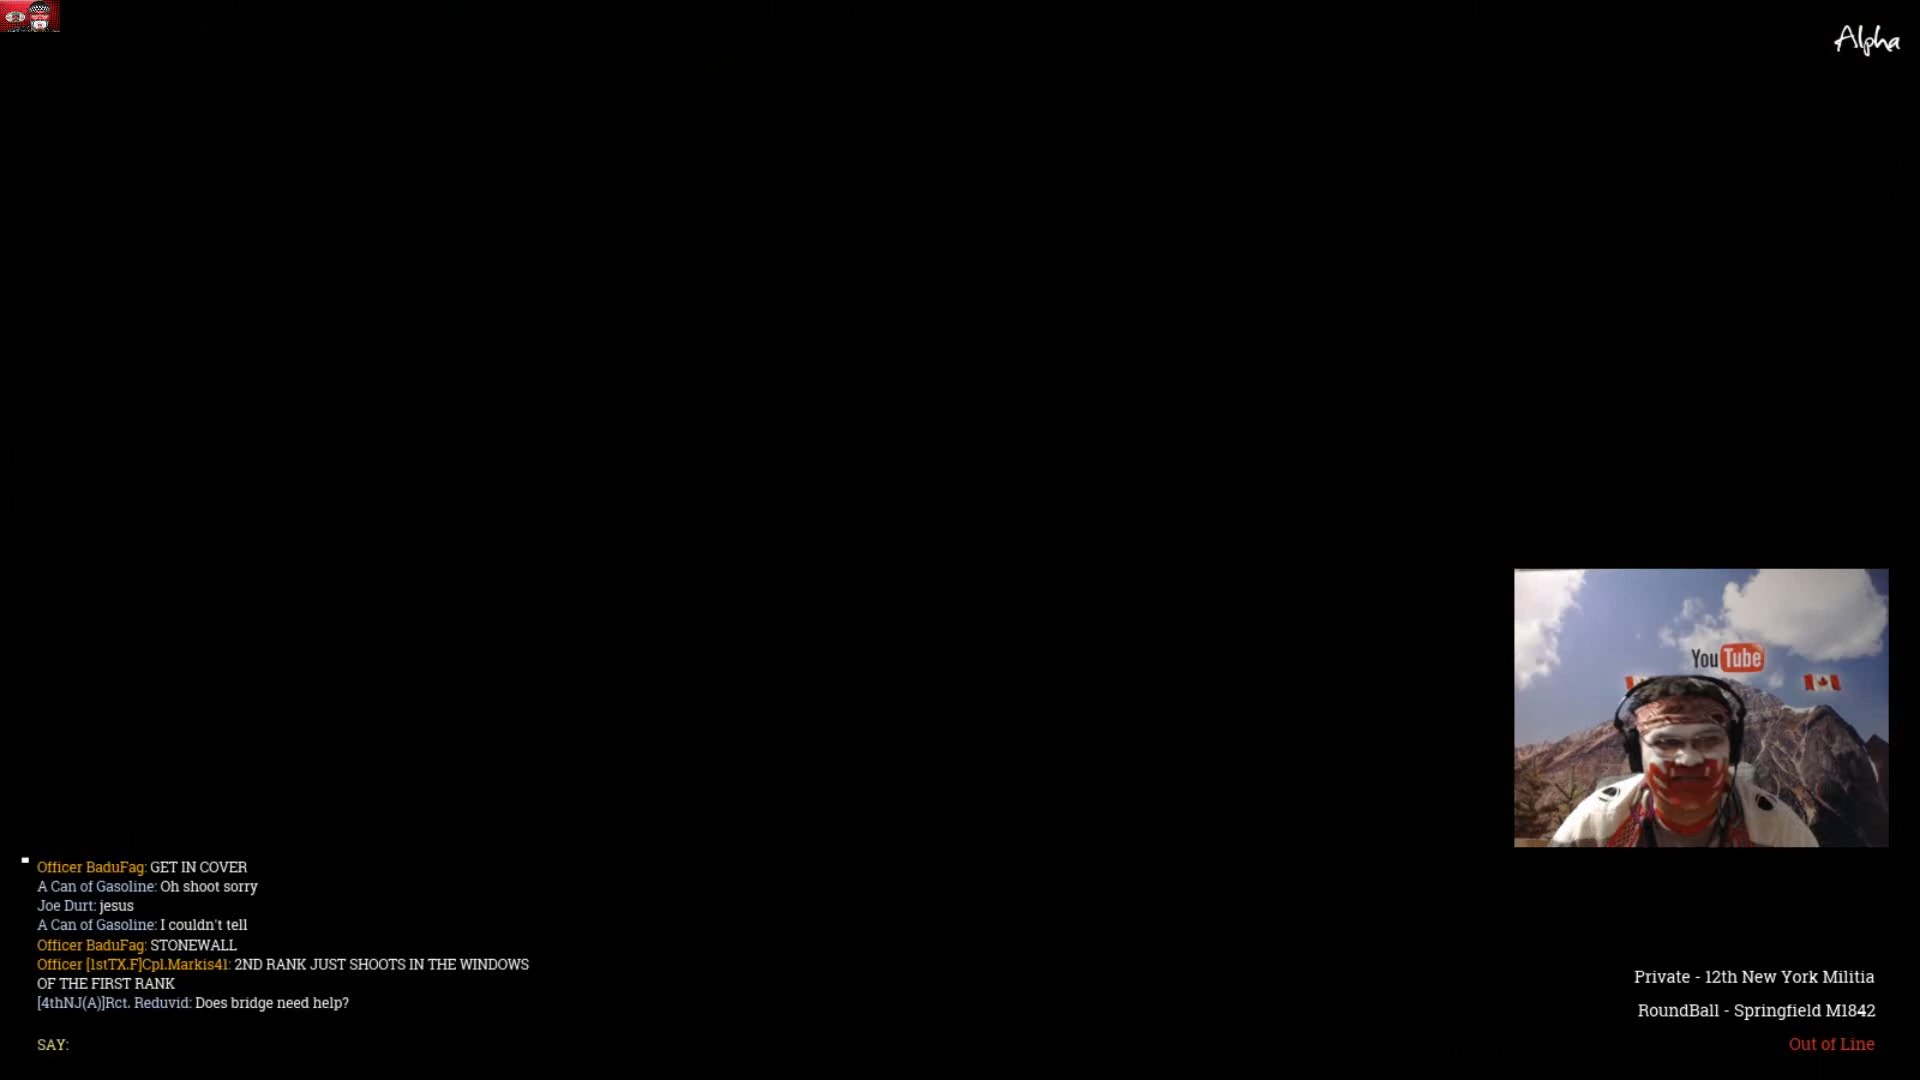 Alpha
YouTube
Officer BaduFag: GET IN COVER
A Can of Gasoline: Oh shoot sorry
Joe Durt: jesus
A Can of Gasoline: I couldn't tell
Officer BaduFag: STONEWALL
Officer [1stTX.F]Cpl.Markis41: 2ND RANK JUST SHOOTS IN THE WINDOWS
OF THE FIRST RANK
[4thNJ(A)]Rct. Reduvid: Does bridge need help?
SAY:
Private - 12th New York Militia
RoundBall - Springfield M1842
Out of Line